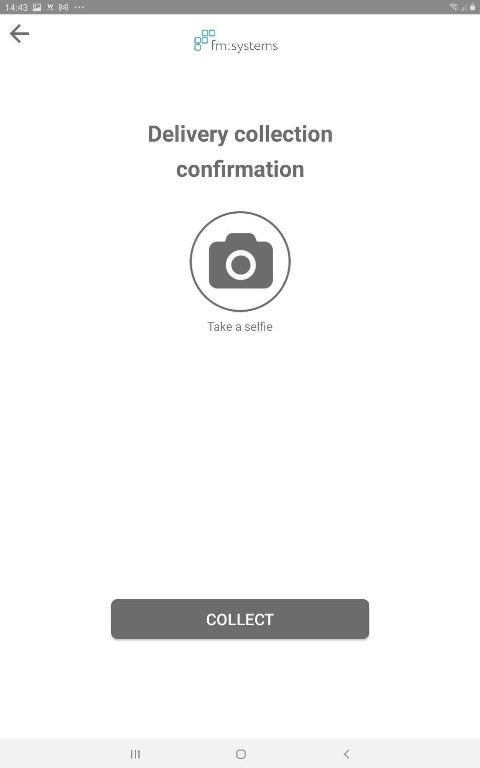 14:43
fm:systems
Delivery collection
confirmation
Take a selfie
COLLECT